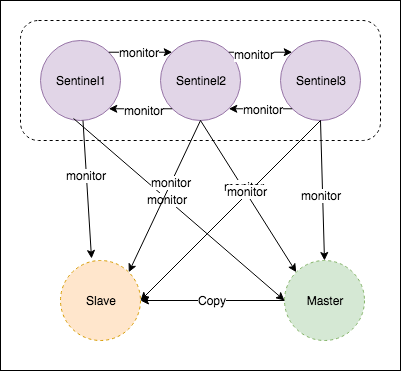 monitor
monitor
Sentinel1
Sentinel2
Sentinel3
monitor
monitor
monitor
monitor
monitor
monitor
monitor
monitor
Slave
Copy
Master